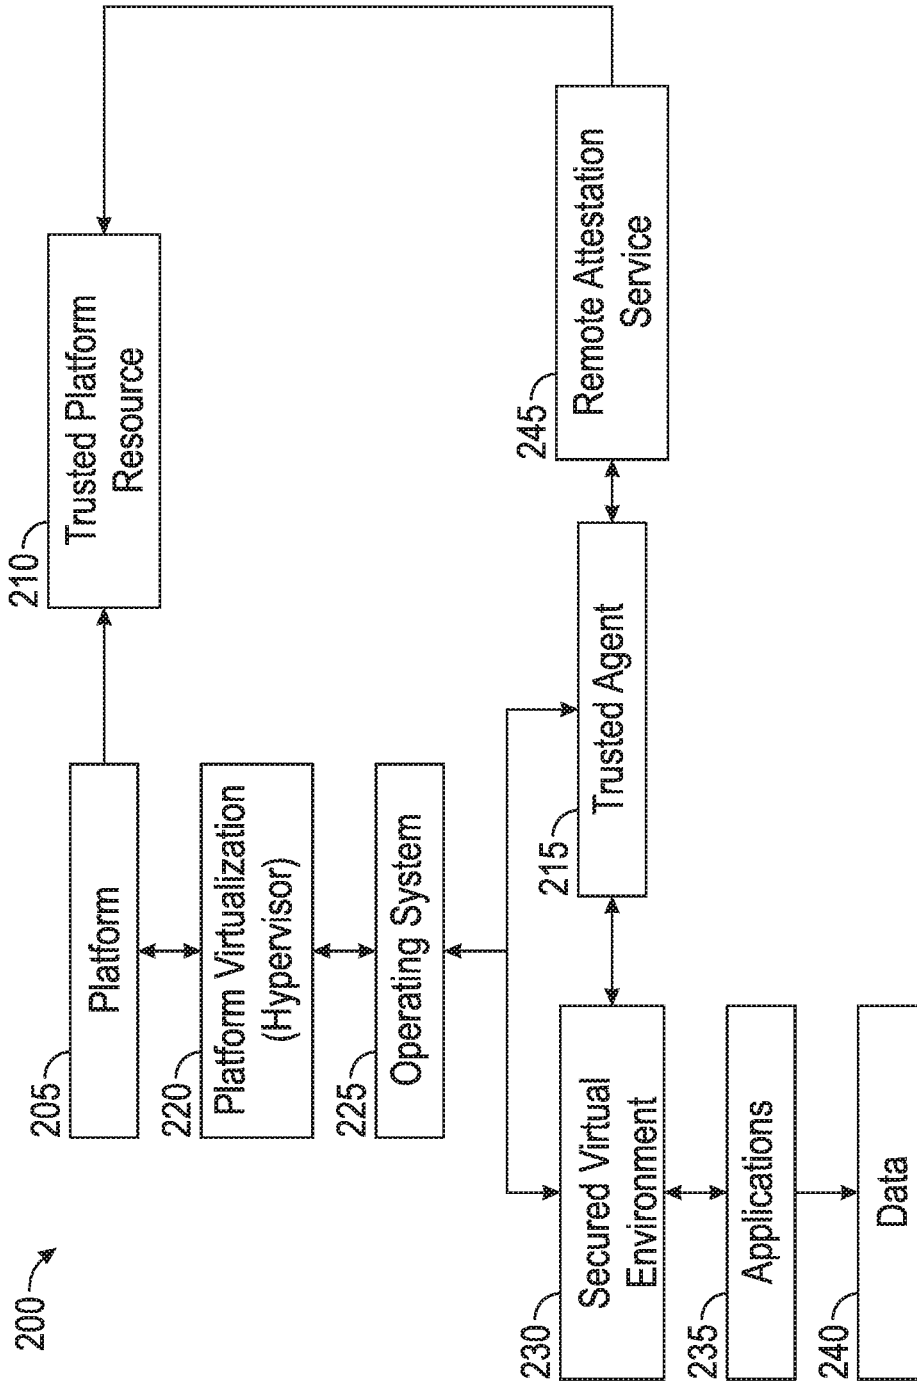 200
205
Platform
210
Trusted Platform
Resource
220
Platform Virtualization
(Hypervisor)
225
Operating System
230
Secured Virtual
Environment
215
Trusted Agent
245
Remote Attestation
Service
235
Applications
240
Data